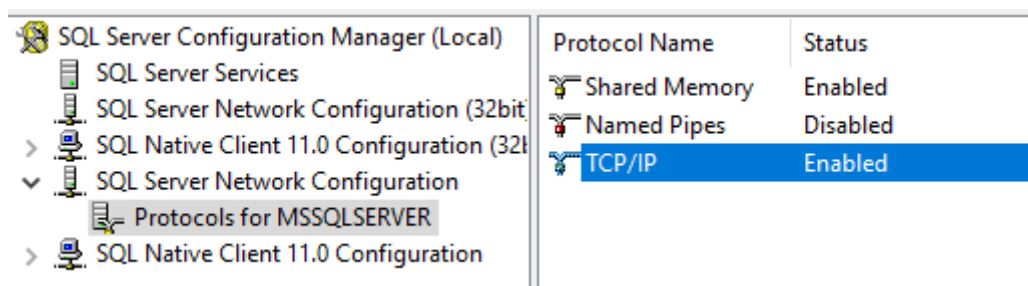 SQL Server Configuration Manager (Local)
SQL Server Services
SQL Server Network Configuration (32bit
SQL Native Client 11.0 Configuration (32
SQL Server Network Configuration
Protocols for MSSQLSERVER
SQL Native Client 11.0 Configuration
Protocol Name Status
Shared Memory Enabled
Named Pipes Disabled
TCP/IP Enabled